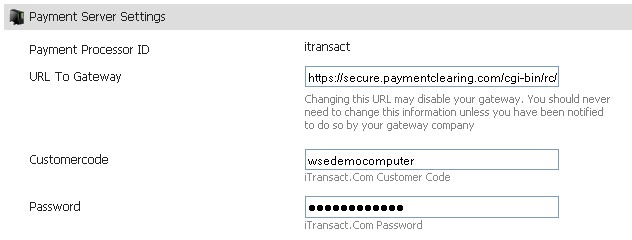 Payment Server Settings
Payment Processor ID
itransact
URL To Gateway
https://secure.paymentclearing.com/cgi-bin/rc/
Changing this URL may disable your gateway. You should never
need to change this information unless you have been notified
to do so by your gateway company
Customercode
wsedemocomputer
iTransact.Com Customer Code
Password
●●●●●●●●●●●●
iTransact.Com Password